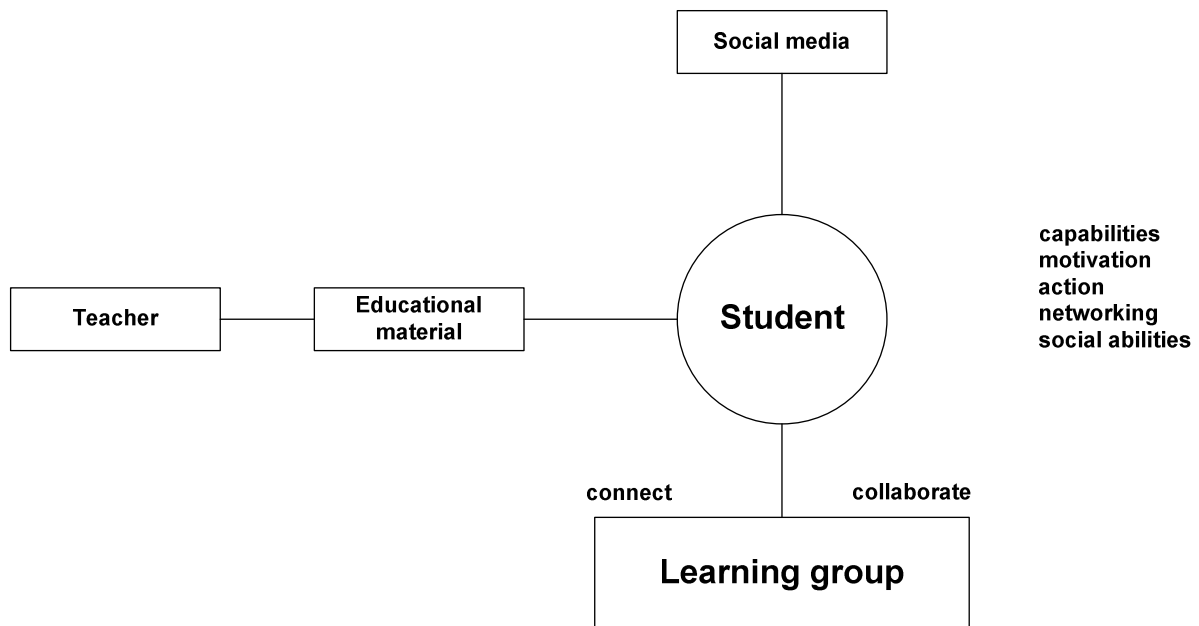 Social media
capabilities
motivation
action
networking
social abilities
Teacher
Educational
material
Student
connect
collaborate
Learning group